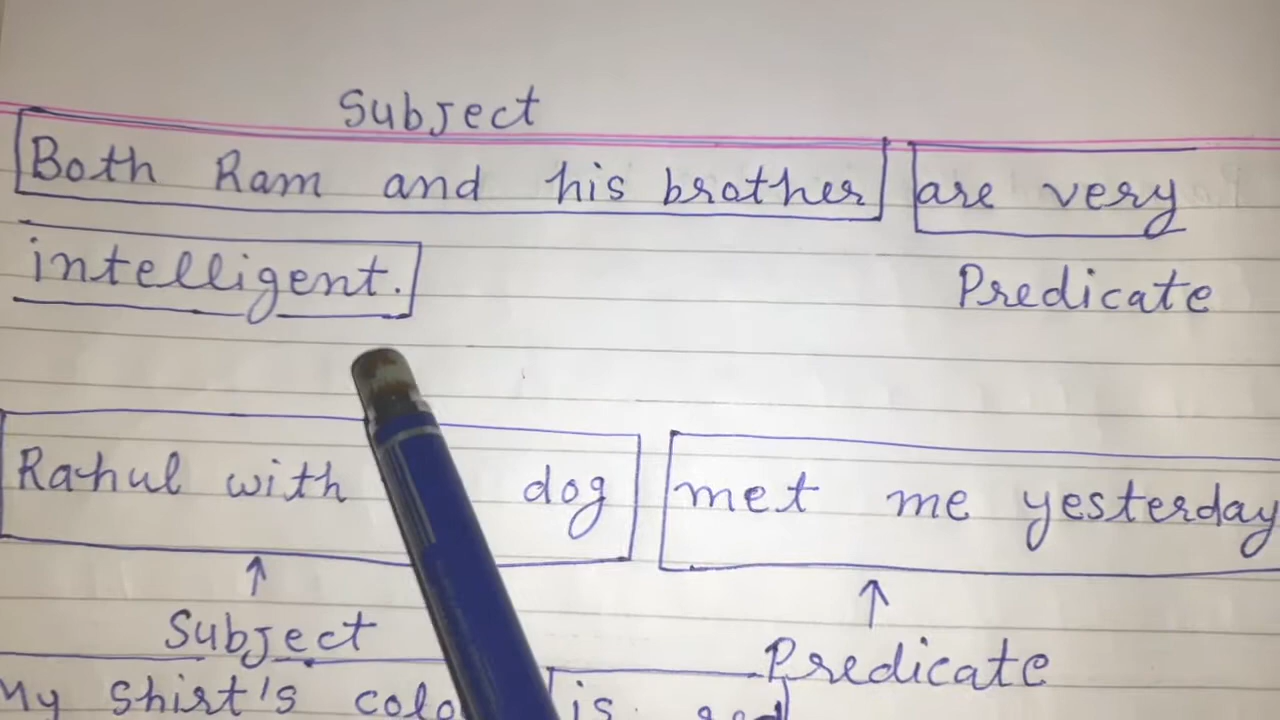 Subject
Both Ram and his brother are very
intelligent.
Predicate
Rahul with dog met me yesterday
Subject
Predicate
My shirt's is red